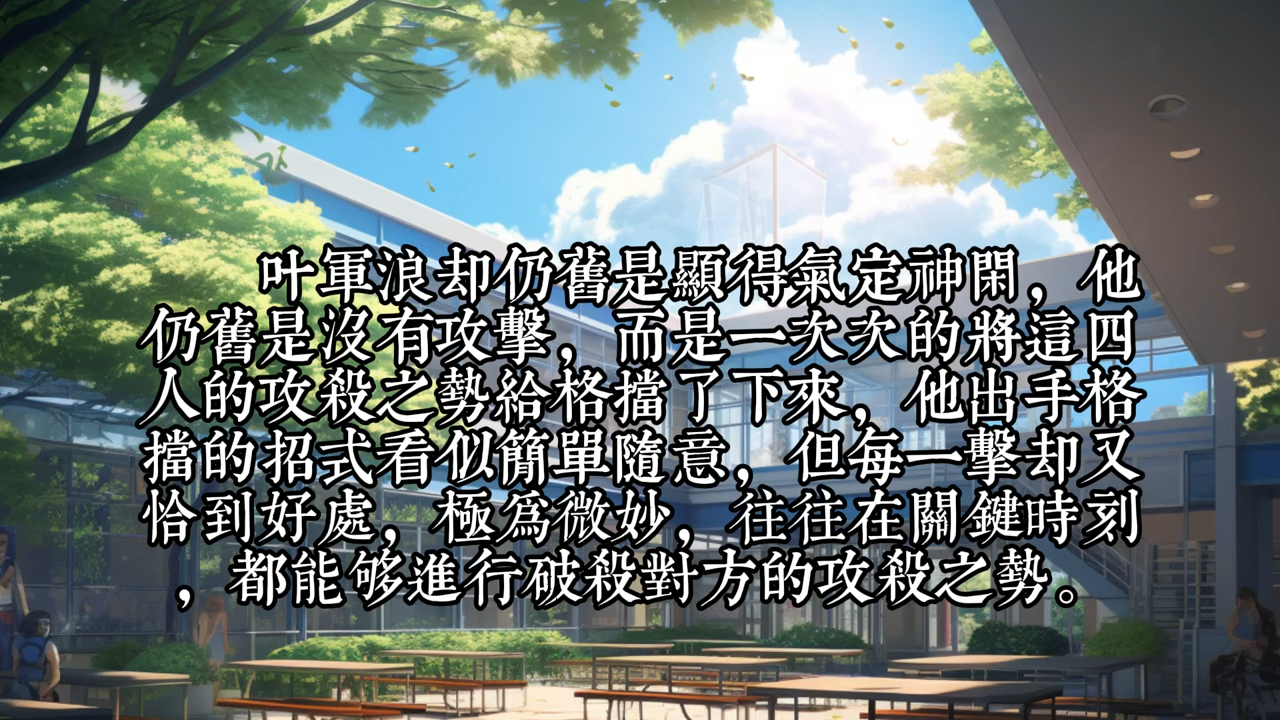 叶軍浪却仍舊是顯得氣定神閑，他
仍舊是沒有攻擊，而是一次次的將這四
人的攻殺之勢給格擋了下來，他出手格
擋的招式看似簡單隨意，但每一擊却又
恰到好處，極爲微妙，往往在關鍵時刻
，都能够進行破殺對方的攻殺之勢。